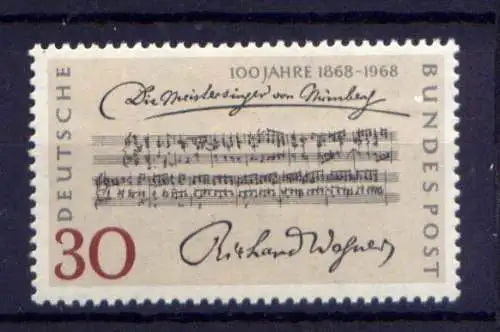 100 JAHRE 1868-1968
Die Meistersinger von Nürnberg
DEUTSCHE
BUNDESPOST
30
Richard Wagner